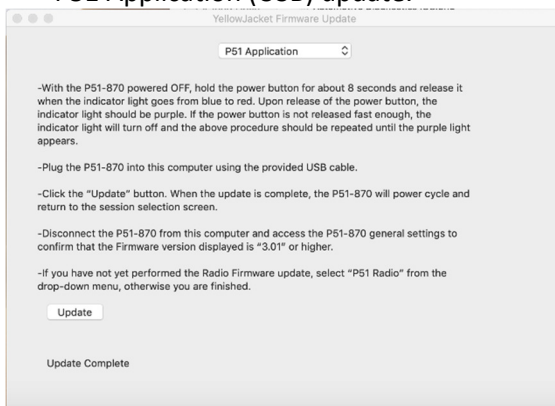 P51 Application (USB) update.
YellowJacket Firmware Update
P51 Application
-With the P51-870 powered OFF, hold the power button for about 8 seconds and release it
when the indicator light goes from blue to red. Upon release of the power button, the
indicator light should be purple. If the power button is not released fast enough, the
indicator light will turn off and the above procedure should be repeated until the purple light
appears.
-Plug the P51-870 into this computer using the provided USB cable.
-Click the “Update” button. When the update is complete, the P51-870 will power cycle and
return to the session selection screen.
-Disconnect the P51-870 from this computer and access the P51-870 general settings to
confirm that the Firmware version displayed is “3.01” or higher.
-If you have not yet performed the Radio Firmware update, select “P51 Radio” from the
drop-down menu, otherwise you are finished.
Update
Update Complete